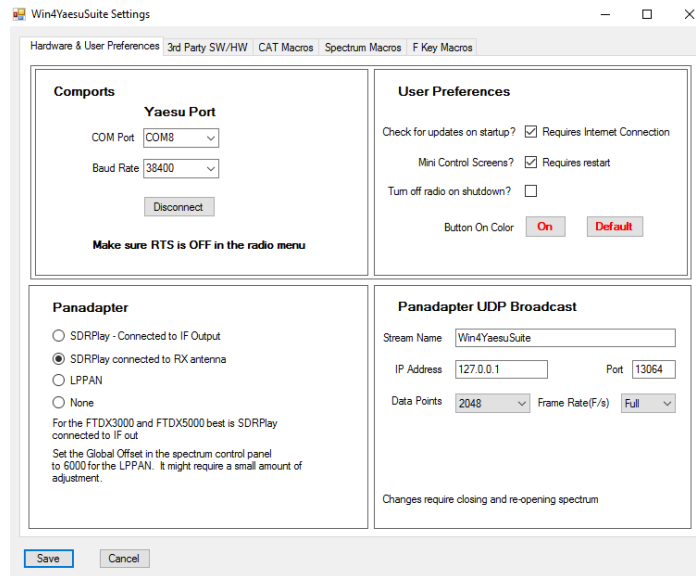 Win4YaesuSuite Settings
Hardware & User Preferences
3rd Party SW/HW
CAT Macros
Spectrum Macros
F Key Macros
Comports
Yaesu Port
COM Port
COM8
Baud Rate
38400
Disconnect
Make sure RTS is OFF in the radio menu
User Preferences
Check for updates on startup?
Requires Internet Connection
Mini Control Screens?
Requires restart
Turn off radio on shutdown?
Button On Color
On
Default
Panadapter
SDRPlay - Connected to IF Output
SDRPlay connected to RX antenna
LPPAN
None
For the FTDX3000 and FTDX5000 best is SDRPlay
connected to IF out
Set the Global Offset in the spectrum control panel
to 6000 for the LPPAN. It might require a small amount of
adjustment.
Panadapter UDP Broadcast
Stream Name
Win4YaesuSuite
IP Address
127.0.0.1
Port
13064
Data Points
2048
Frame Rate(F/s)
Full
Changes require closing and re-opening spectrum
Save
Cancel